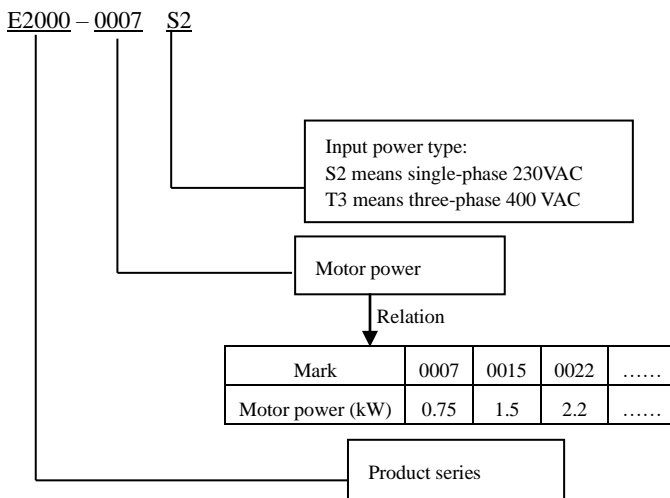 E2000 – 0007 S2
Input power type:
S2 means single-phase 230VAC
T3 means three-phase 400 VAC
Motor power
Relation
Mark 0007 0015 0022 ……
Motor power (kW) 0.75 1.5 2.2 ……
Product series